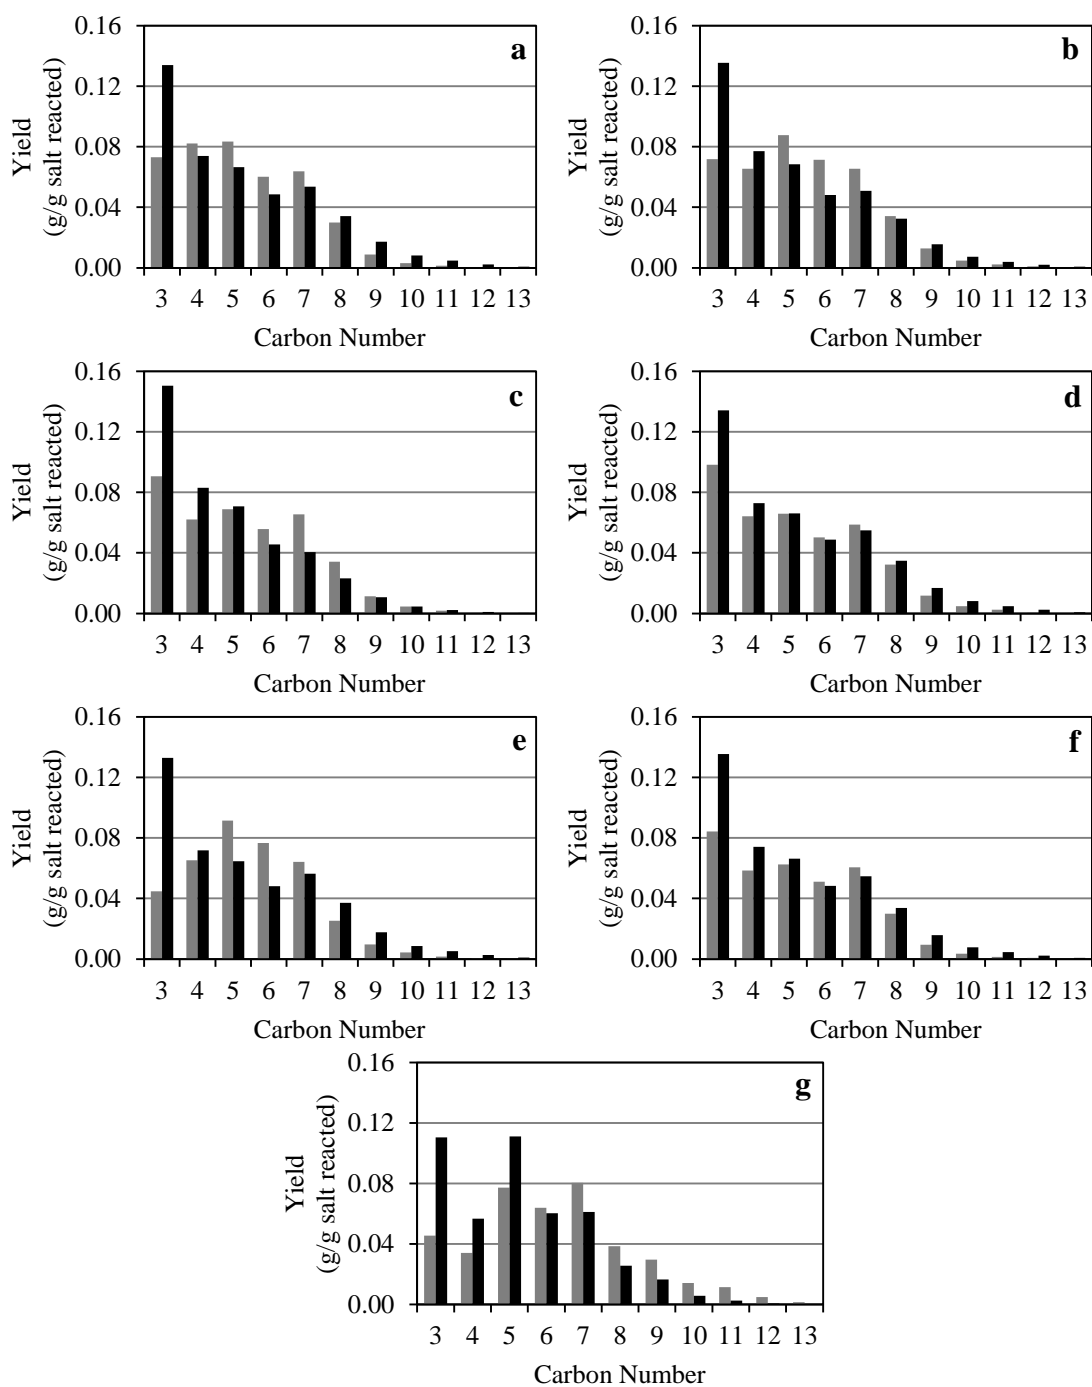 0.16
0.12
0.08
0.04
0.00
Yield
(g/g salt reacted)
a
3 4 5 6 7 8 9 10 11 12 13
Carbon Number
0.16
0.12
0.08
0.04
0.00
Yield
(g/g salt reacted)
b
3 4 5 6 7 8 9 10 11 12 13
Carbon Number
0.16
0.12
0.08
0.04
0.00
Yield
(g/g salt reacted)
c
3 4 5 6 7 8 9 10 11 12 13
Carbon Number
0.16
0.12
0.08
0.04
0.00
Yield
(g/g salt reacted)
d
3 4 5 6 7 8 9 10 11 12 13
Carbon Number
0.16
0.12
0.08
0.04
0.00
Yield
(g/g salt reacted)
e
3 4 5 6 7 8 9 10 11 12 13
Carbon Number
0.16
0.12
0.08
0.04
0.00
Yield
(g/g salt reacted)
f
3 4 5 6 7 8 9 10 11 12 13
Carbon Number
0.16
0.12
0.08
0.04
0.00
Yield
(g/g salt reacted)
g
3 4 5 6 7 8 9 10 11 12 13
Carbon Number